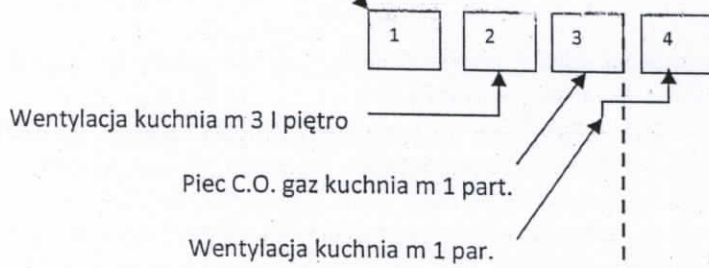 1 2 3 4
Wentylacja kuchnia m 3 I piętro
Piec C.O. gaz kuchnia m 1 part.
Wentylacja kuchnia m 1 par.